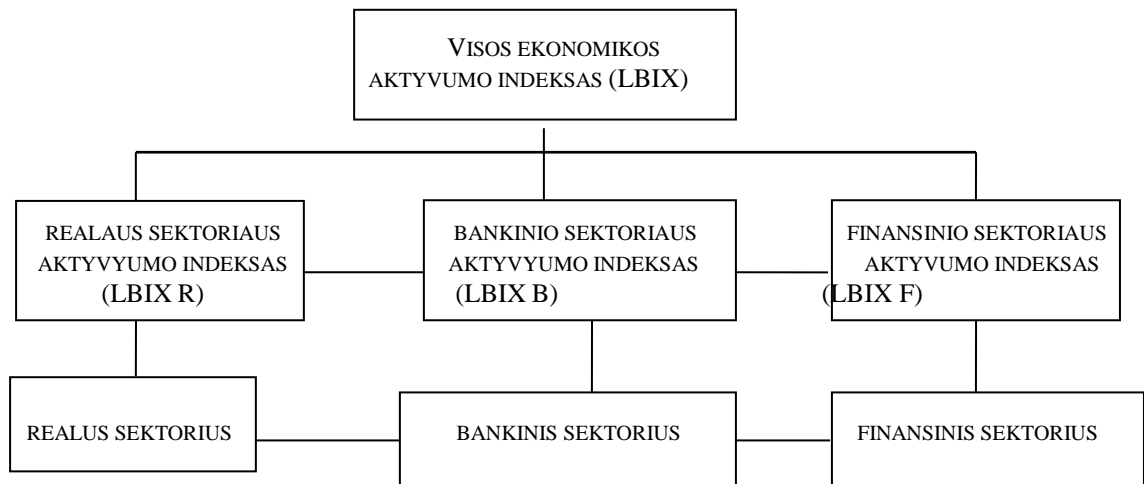 VISOS EKONOMIKOS
AKTYVUMO INDEKSAS (LBIX)
REALAUS SEKTORIAUS
AKTYVYUMO INDEKSAS
(LBIX R)
BANKINIO SEKTORIAUS
AKTYVYUMO INDEKSAS
(LBIX B)
FINANSINIO SEKTORIAUS
AKTYVUMO INDEKSAS
(LBIX F)
REALUS SEKTORIUS
BANKINIS SEKTORIUS
FINANSINIS SEKTORIUS